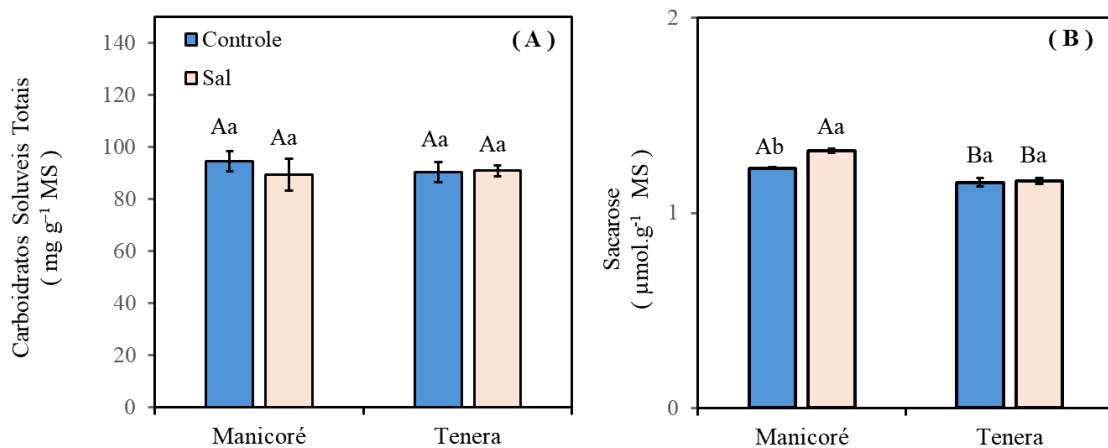 Carboidratos Soluveis Totais
( mg g⁻¹ MS )
140
120
100
80
60
40
20
0
Controle
Sal
( A )
Aa
Aa
Aa
Aa
Manicoré
Tenera
Sacarose
( µmol.g⁻¹ MS )
2
1
0
( B )
Ab
Aa
Ba
Ba
Manicoré
Tenera